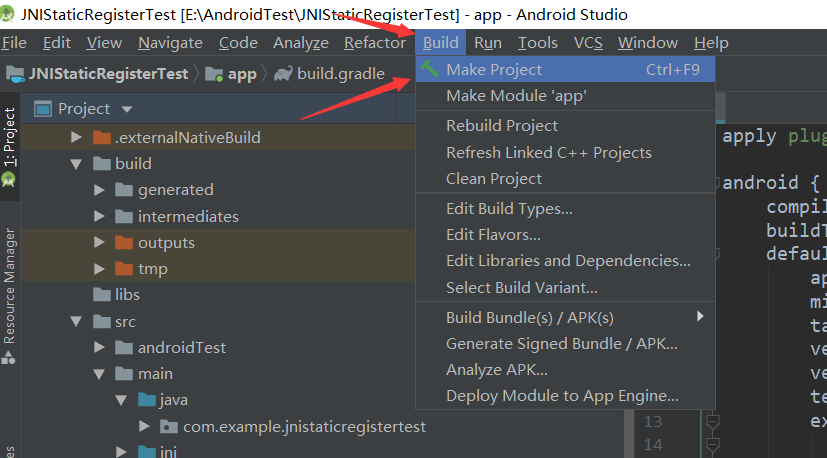 JNIStaticRegisterTest [E:\AndroidTest\JNIStaticRegisterTest] - app - Android Studio
File Edit View Navigate Code Analyze Refactor Build Run Tools VCS Window Help
JNIStaticRegisterTest app build.gradle
1: Project
Resource Manager
Project
.externalNativeBuild
build
generated
intermediates
outputs
tmp
libs
src
androidTest
main
java
com.example.jnistaticregistertest
jni
Make Project Ctrl+F9
Make Module 'app'
Rebuild Project
Refresh Linked C++ Projects
Clean Project
Edit Build Types...
Edit Flavors...
Edit Libraries and Dependencies...
Select Build Variant...
Build Bundle(s) / APK(s)
Generate Signed Bundle / APK...
Analyze APK...
Deploy Module to App Engine...
apply plug
android {
compil
buildT
defau
ap
mi
ta
ve
ve
te
13 ex
14